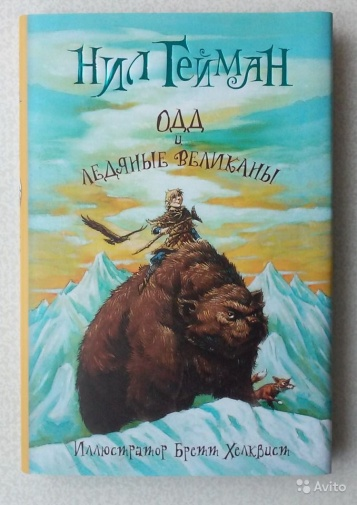 Нил Гейман
Одд
и
ледяные великаны
Иллюстратор Бретт Хелквист
Avito